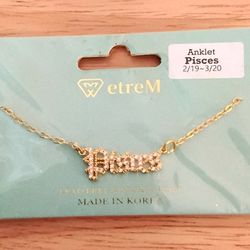 etreM
Anklet
Pisces
2/19~3/20
Pisces
MADE IN KOREA